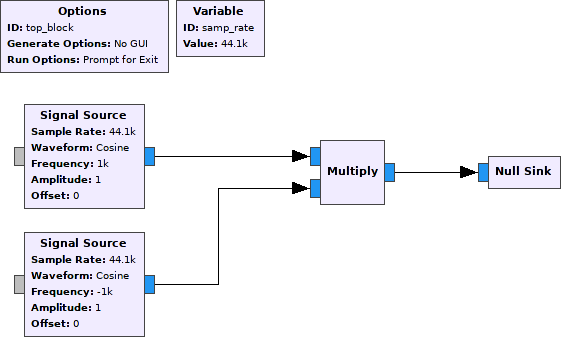 Options
ID: top_block
Generate Options: No GUI
Run Options: Prompt for Exit
Variable
ID: samp_rate
Value: 44.1k
Signal Source
Sample Rate: 44.1k
Waveform: Cosine
Frequency: 1k
Amplitude: 1
Offset: 0
Multiply
Null Sink
Signal Source
Sample Rate: 44.1k
Waveform: Cosine
Frequency: -1k
Amplitude: 1
Offset: 0